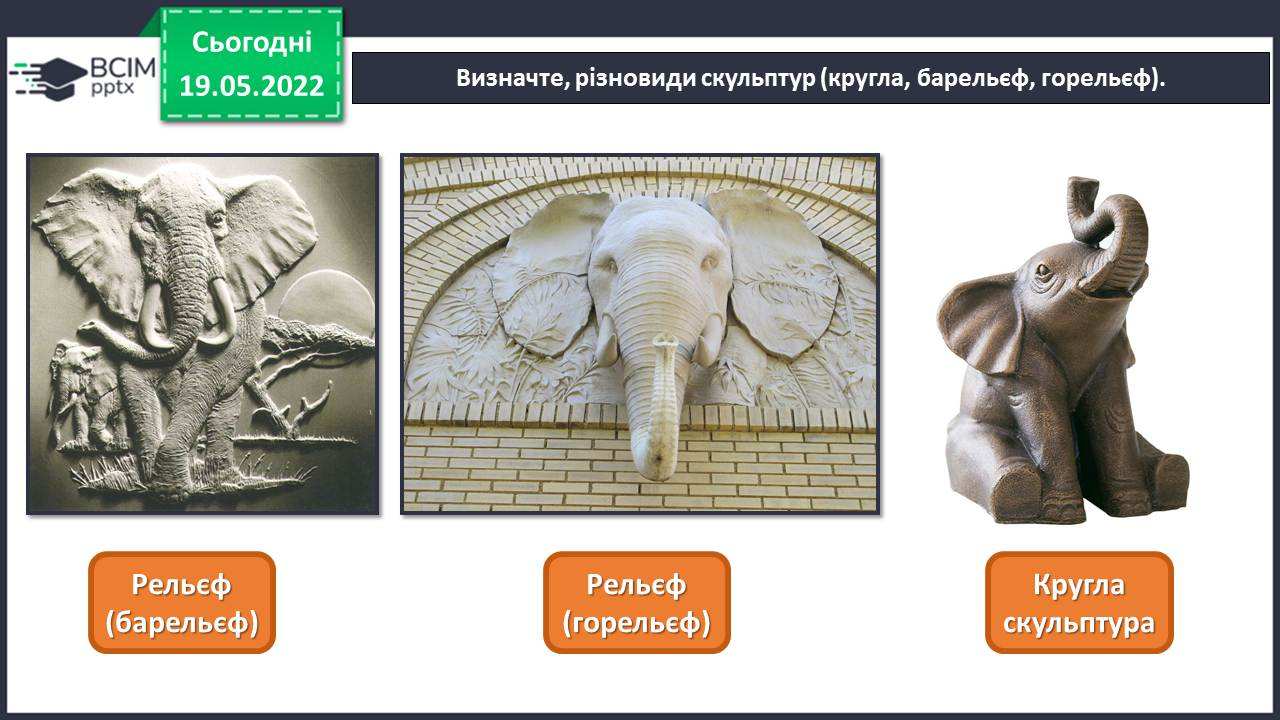 Сьогодні
19.05.2022
ВСІМ
pptx
Визначте, різновиди скульптур (кругла, барельєф, горельєф).
Рельєф
(барельєф)
Рельєф
(горельєф)
Кругла
скульптура